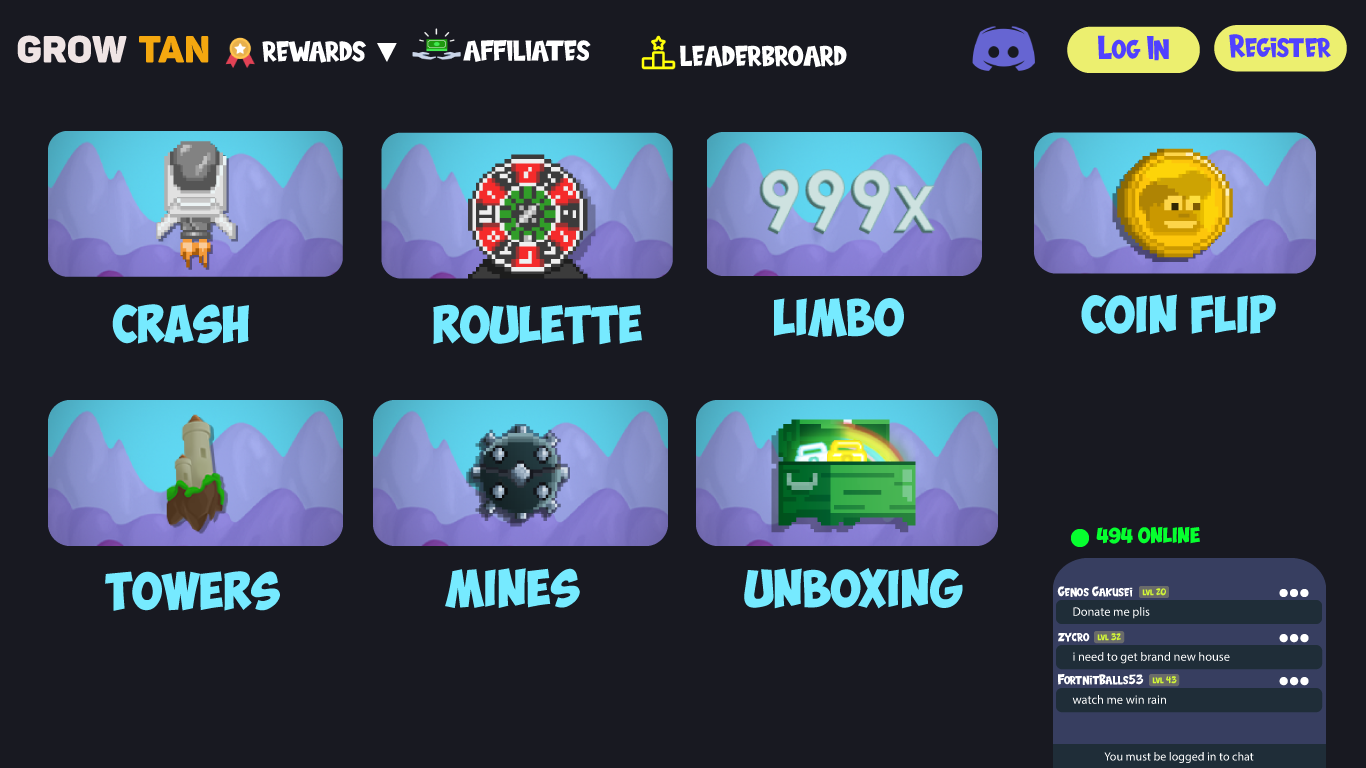 GROW TAN
REWARDS ▼
AFFILIATES
LEADERBROARD
LOG IN
REGISTER
999x
CRASH
ROULETTE
LIMBO
COIN FLIP
TOWERS
MINES
UNBOXING
494 ONLINE
GENOS GAKUSEI LVL 20
Donate me plis
ZYCRO LVL 32
i need to get brand new house
FORTNITBALLS53 LVL 43
watch me win rain
You must be logged in to chat